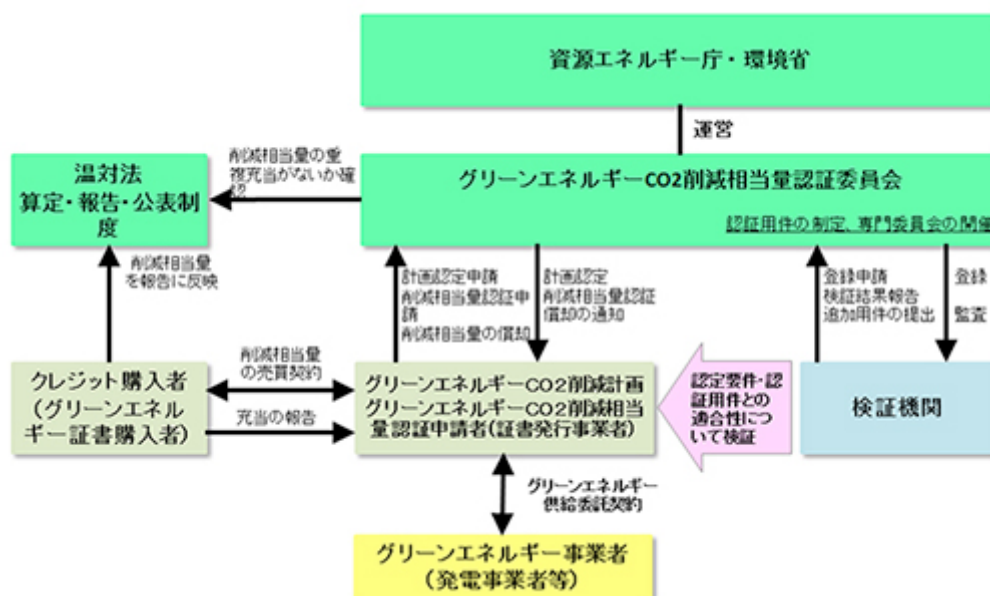 資源エネルギー庁・環境省
運営
削減相当量の重
複充当がないか確
認
温対法
算定・報告・公表制
度
グリーンエネルギーCO2削減相当量認証委員会
認証用件の制定、専門委員会の開催
削減相当量
を報告に反映
計画認定申請
削減相当量認証申
請
削減相当量の償却
計画認定
削減相当量認証
償却の通知
登録申請
検証結果報告
追加用件の提出
登録
監査
クレジット購入者
(グリーンエネル
ギー証書購入者)
削減相当量
の売買契約
充当の報告
グリーンエネルギーCO2削減計画
グリーンエネルギーCO2削減相当
量認証申請者(証書発行事業者)
認定要件・認
証用件との
適合性につ
いて検証
検証機関
グリーンエネルギー
供給委託契約
グリーンエネルギー事業者
(発電事業者等)